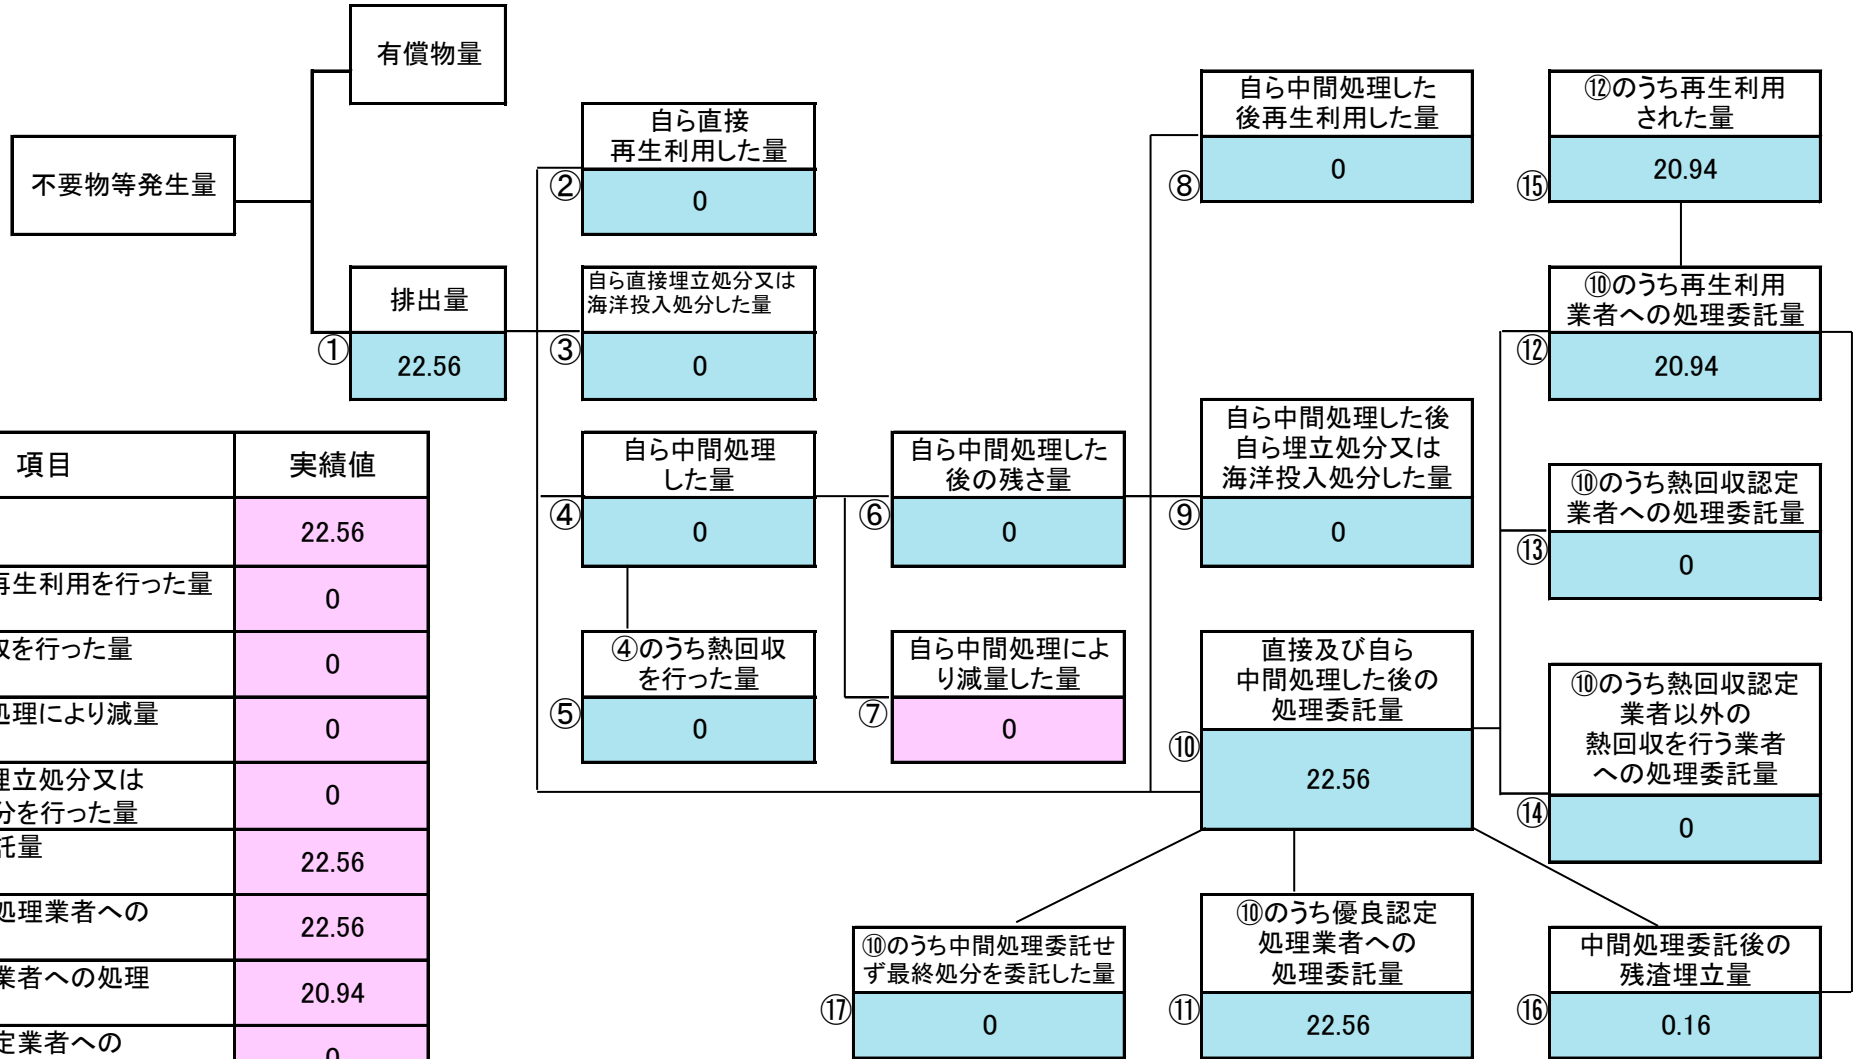 有償物量
不要物等発生量
排出量
①
22.56
自ら直接
再生利用した量
②
0
自ら直接埋立処分又は
海洋投入処分した量
③
0
自ら中間処理
した量
④
0
④のうち熱回収
を行った量
⑤
0
自ら中間処理した
後の残さ量
⑥
0
自ら中間処理によ
り減量した量
⑦
0
自ら中間処理した
後再生利用した量
⑧
0
自ら中間処理した後
自ら埋立処分又は
海洋投入処分した量
⑨
0
直接及び自ら
中間処理した後の
処理委託量
⑩
22.56
⑩のうち優良認定
処理業者への
処理委託量
⑪
22.56
⑩のうち中間処理委託せ
ず最終処分を委託した量
⑰
0
⑫のうち再生利用
された量
⑮
20.94
⑩のうち再生利用
業者への処理委託量
⑫
20.94
⑩のうち熱回収認定
業者への処理委託量
⑬
0
⑩のうち熱回収認定
業者以外の
熱回収を行う業者
への処理委託量
⑭
0
中間処理委託後の
残渣埋立量
⑯
0.16
項目 実績値
22.56
再生利用を行った量 0
を行った量 0
処理により減量 0
埋立処分又は
分を行った量 0
託量 22.56
処理業者への 22.56
業者への処理 20.94
定業者への 0